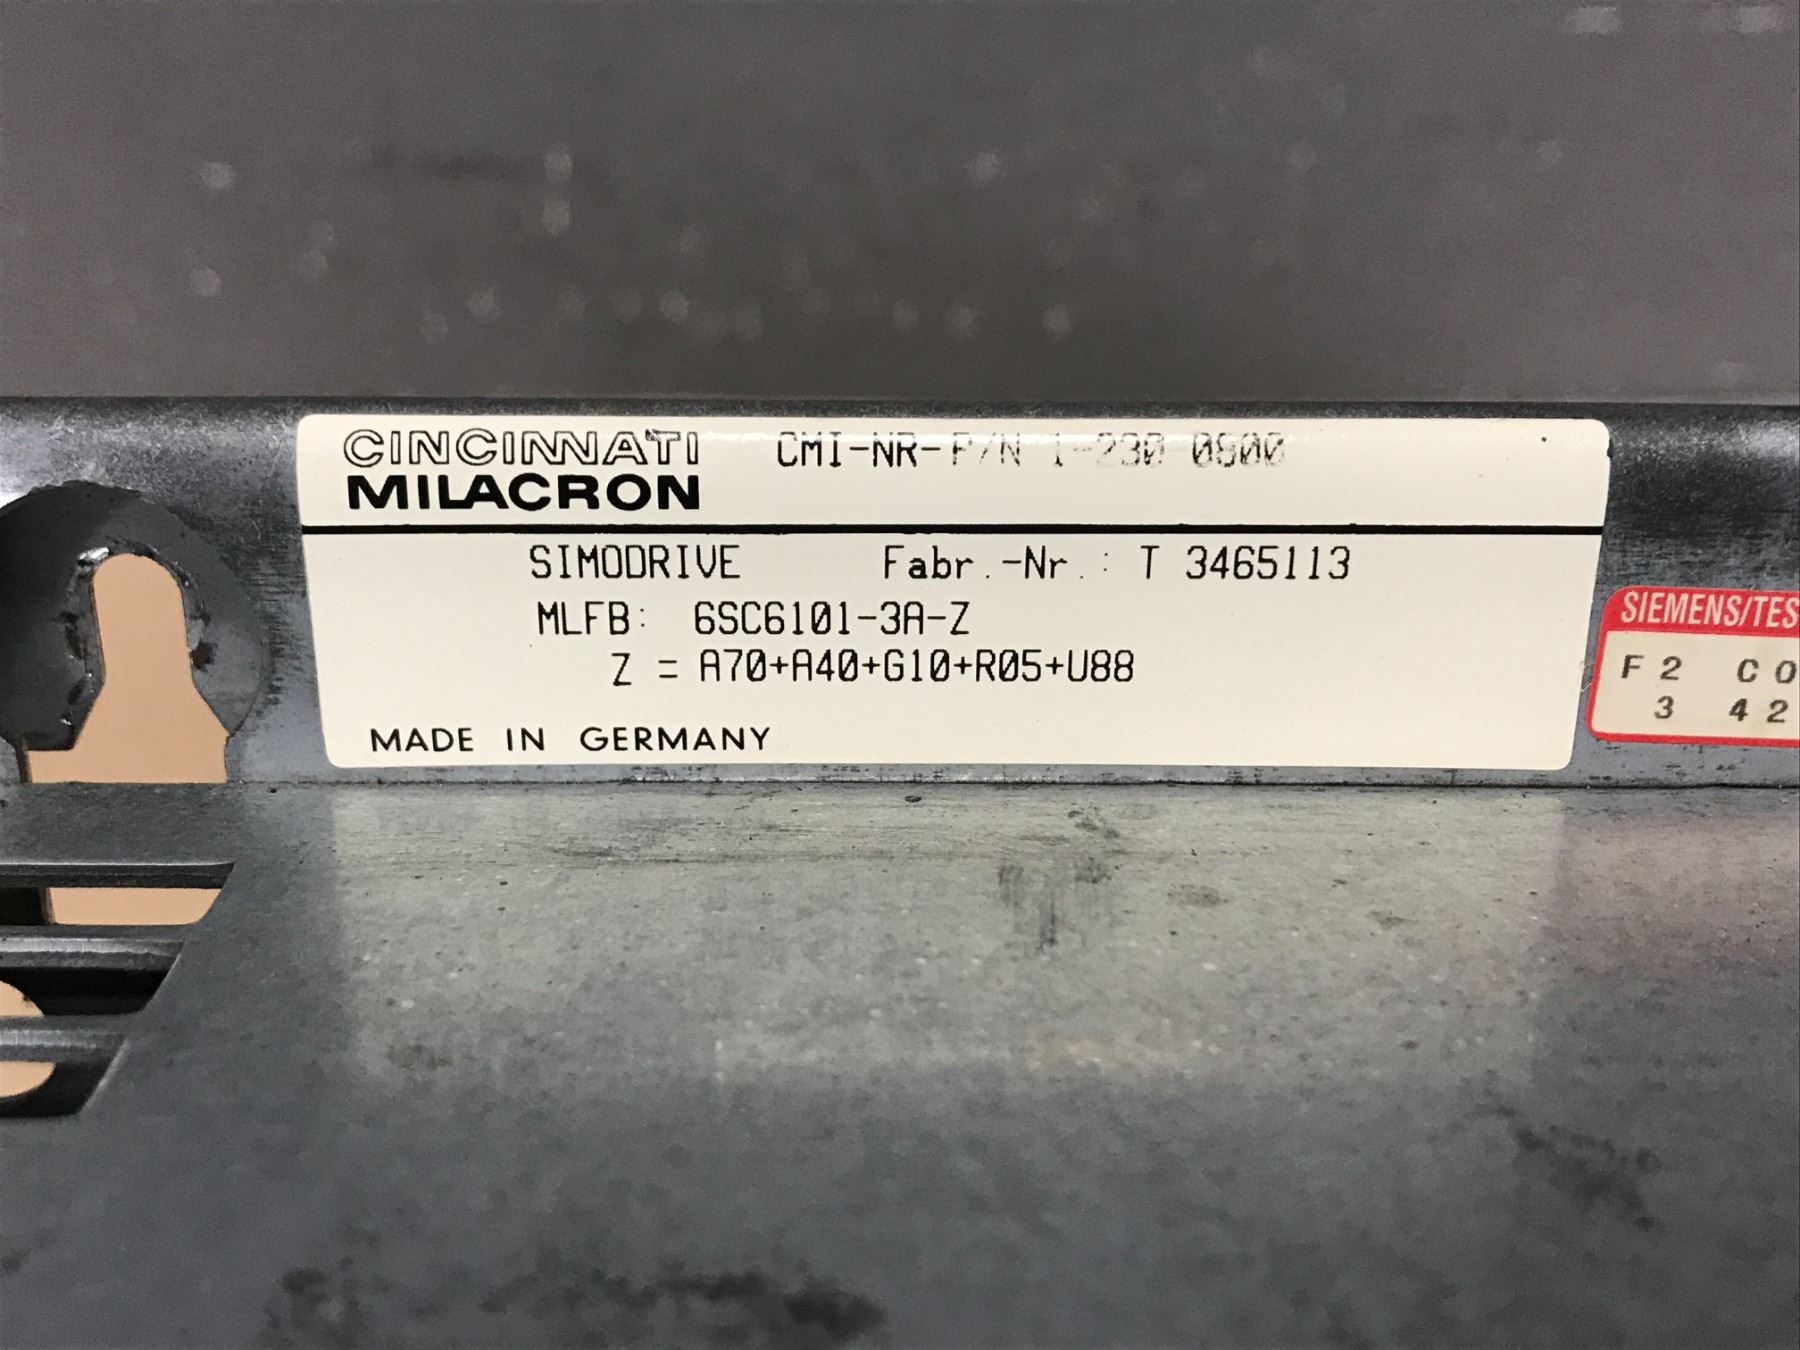 CINCINNATI
MILACRON
CMI-NR-P/N 1-230-0800
SIMODRIVE Fabr.-Nr.: T 3465113
MLFB: 6SC6101-3A-Z
Z = A70+A40+G10+R05+U88
MADE IN GERMANY
SIEMENS/TES
F2 CO
3 42